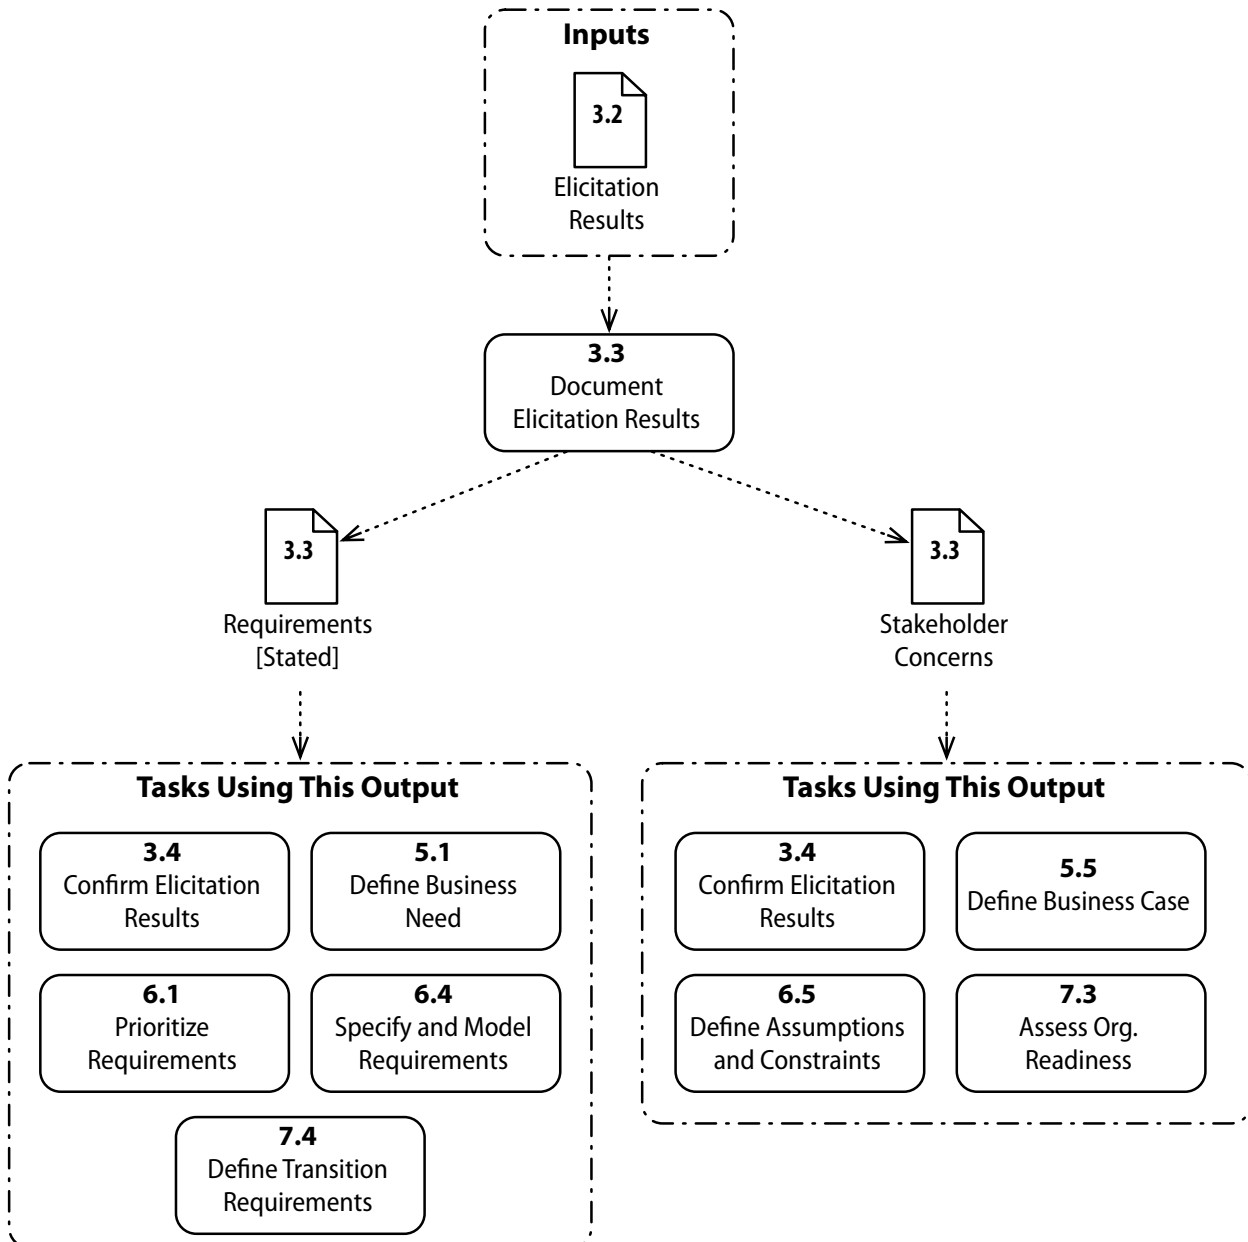 Inputs
3.2
Elicitation
Results
3.3
Document
Elicitation Results
3.3
Requirements
[Stated]
3.3
Stakeholder
Concerns
Tasks Using This Output
3.4
Confirm Elicitation
Results
5.1
Define Business
Need
6.1
Prioritize
Requirements
6.4
Specify and Model
Requirements
7.4
Define Transition
Requirements
Tasks Using This Output
3.4
Confirm Elicitation
Results
5.5
Define Business Case
6.5
Define Assumptions
and Constraints
7.3
Assess Org.
Readiness